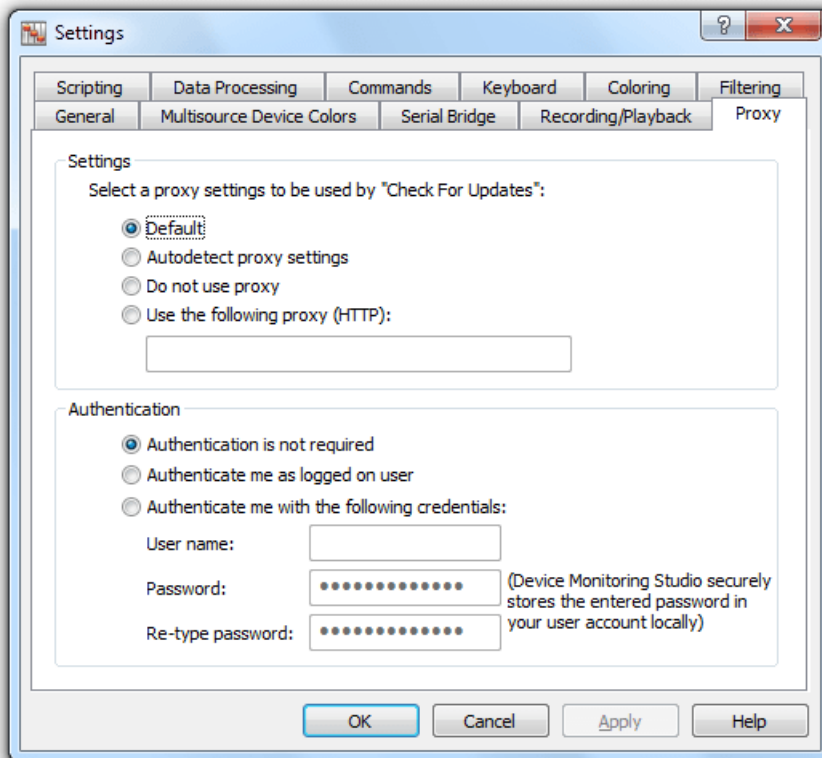 Settings
Scripting Data Processing Commands Keyboard Coloring Filtering
General Multisource Device Colors Serial Bridge Recording/Playback Proxy
Settings
Select a proxy settings to be used by "Check For Updates":
Default
Autodetect proxy settings
Do not use proxy
Use the following proxy (HTTP):
Authentication
Authentication is not required
Authenticate me as logged on user
Authenticate me with the following credentials:
User name:
Password: ●●●●●●●●●●●●● (Device Monitoring Studio securely
stores the entered password in
Re-type password: ●●●●●●●●●●●●● your user account locally)
OK Cancel Apply Help